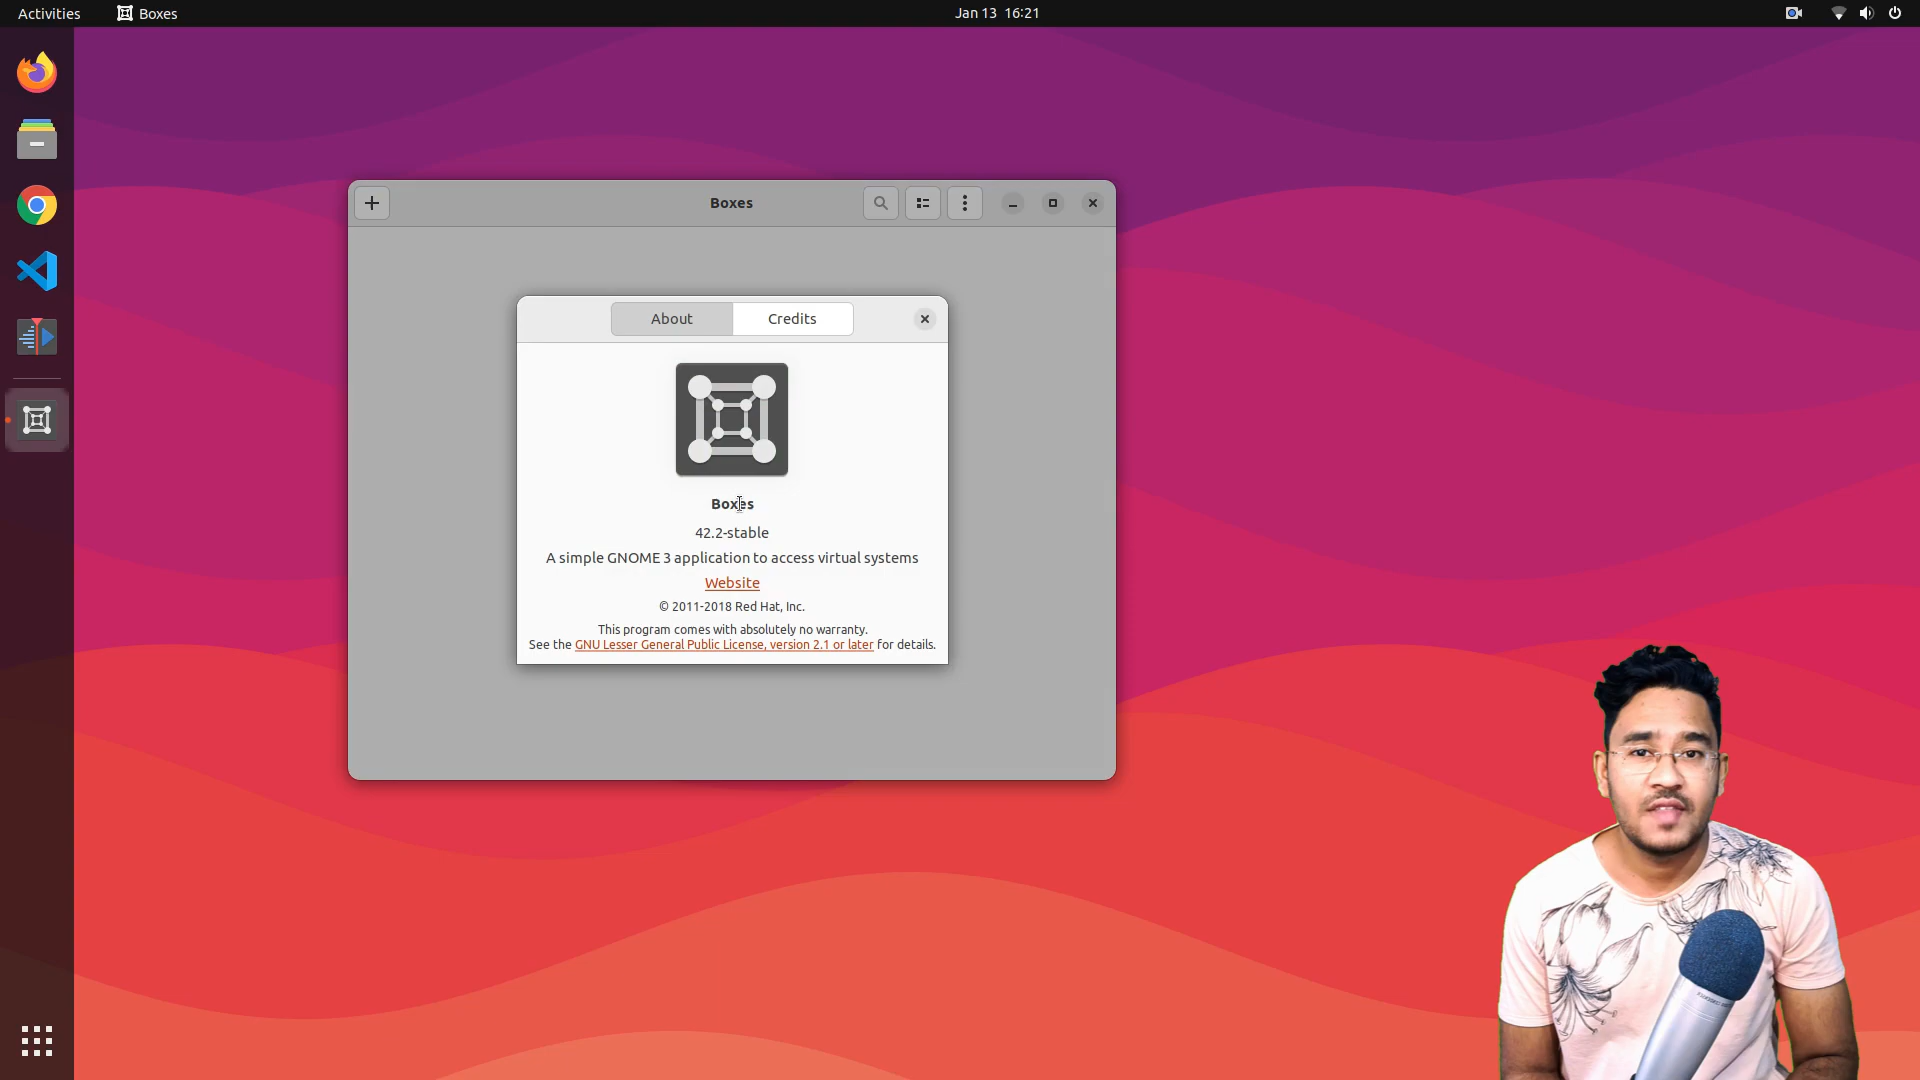 Activities
Boxes
Jan 13 16:21
Boxes
About
Credits
Boxes
42.2-stable
A simple GNOME 3 application to access virtual systems
Website
© 2011-2018 Red Hat, Inc.
This program comes with absolutely no warranty.
See the GNU Lesser General Public License, version 2.1 or later for details.